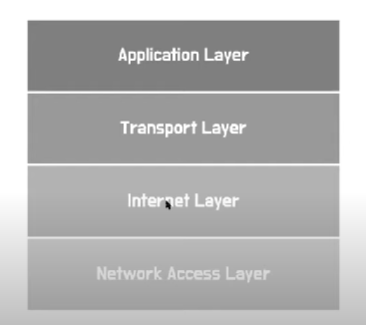 Application Layer
Transport Layer
Internet Layer
Network Access Layer